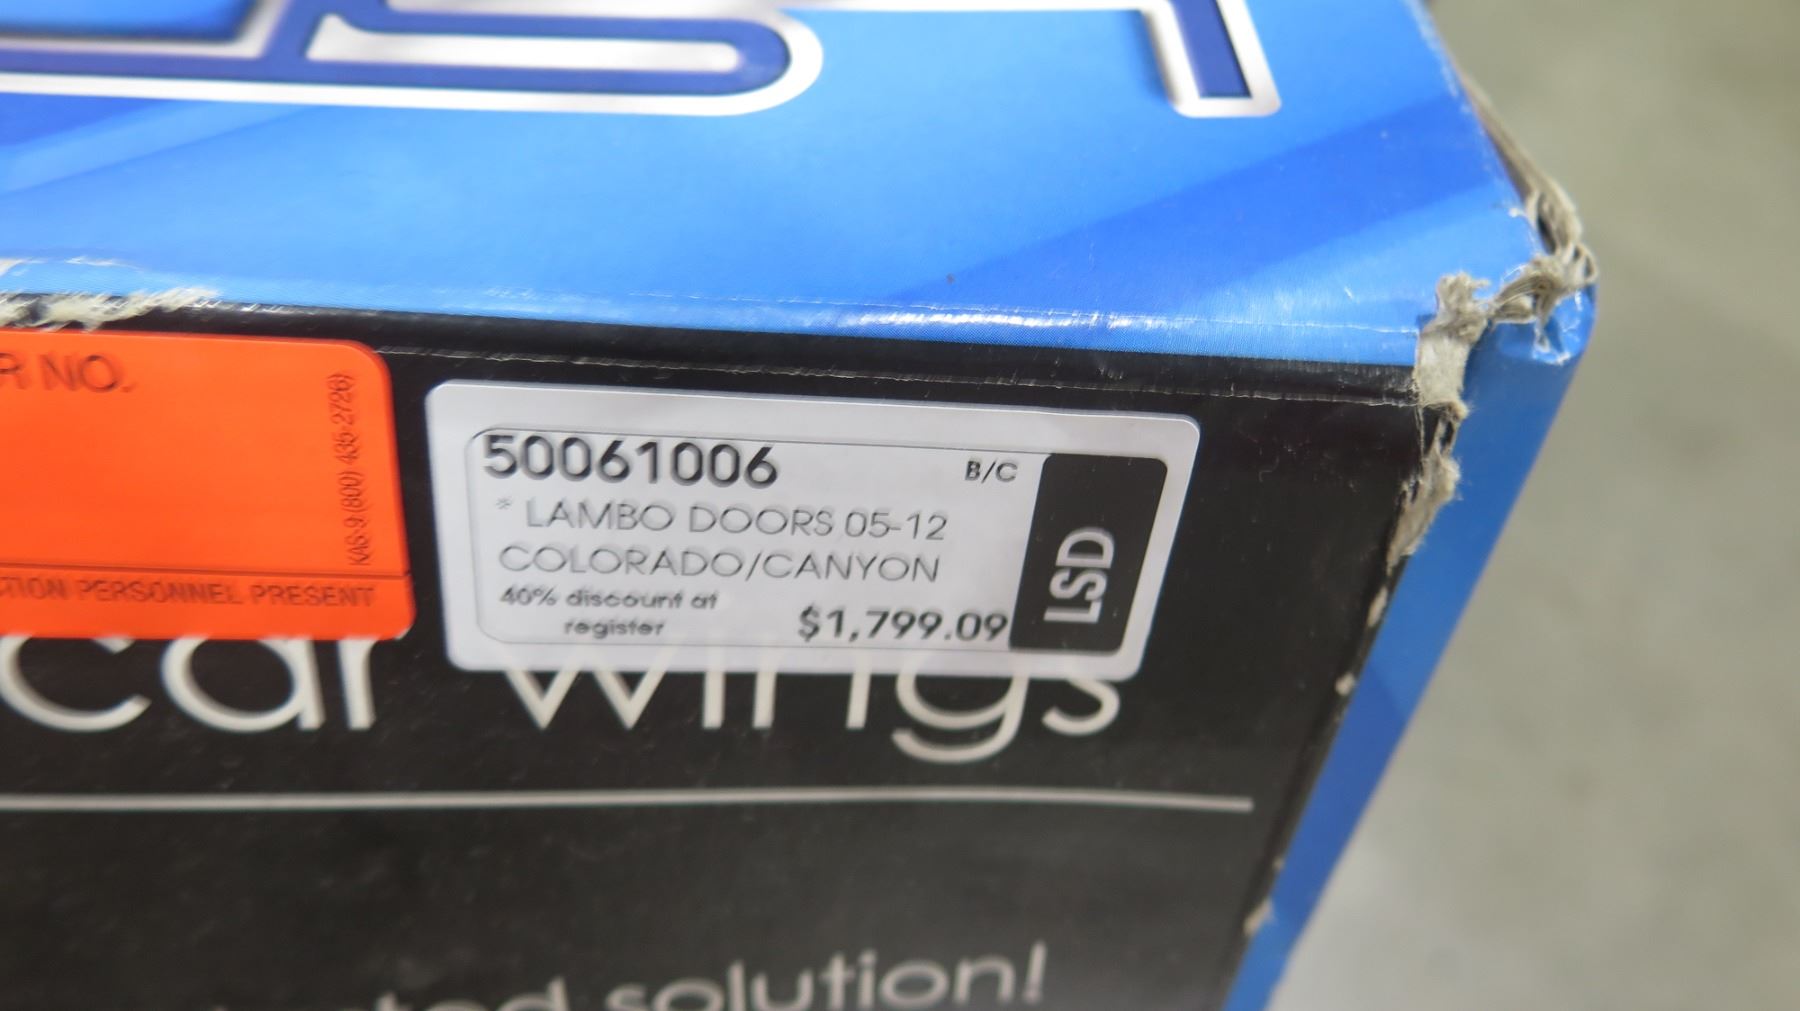 R NO.
KAS-9 (800) 435-2726)
PERSONNEL PRESENT
50061006 B/C
* LAMBO DOORS 05-12
COLORADO/CANYON
40% discount at
register $1,799.09
LSD
car wings
solution!